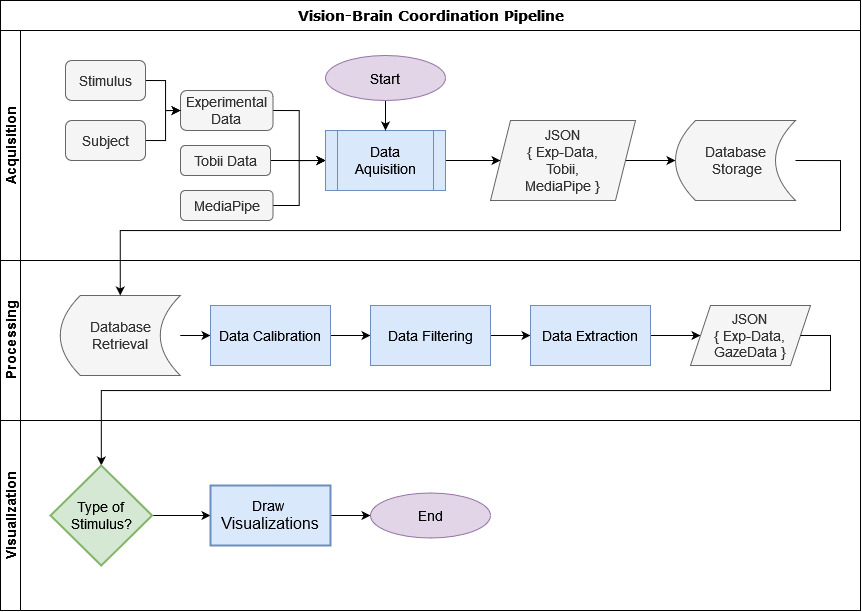 Vision-Brain Coordination Pipeline
Acquisition
Stimulus
Subject
Experimental
Data
Tobii Data
MediaPipe
Start
Data
Aquisition
JSON
{ Exp-Data,
Tobii,
MediaPipe }
Database
Storage
Processing
Database
Retrieval
Data Calibration
Data Filtering
Data Extraction
JSON
{ Exp-Data,
GazeData }
Visualization
Type of
Stimulus?
Draw
Visualizations
End